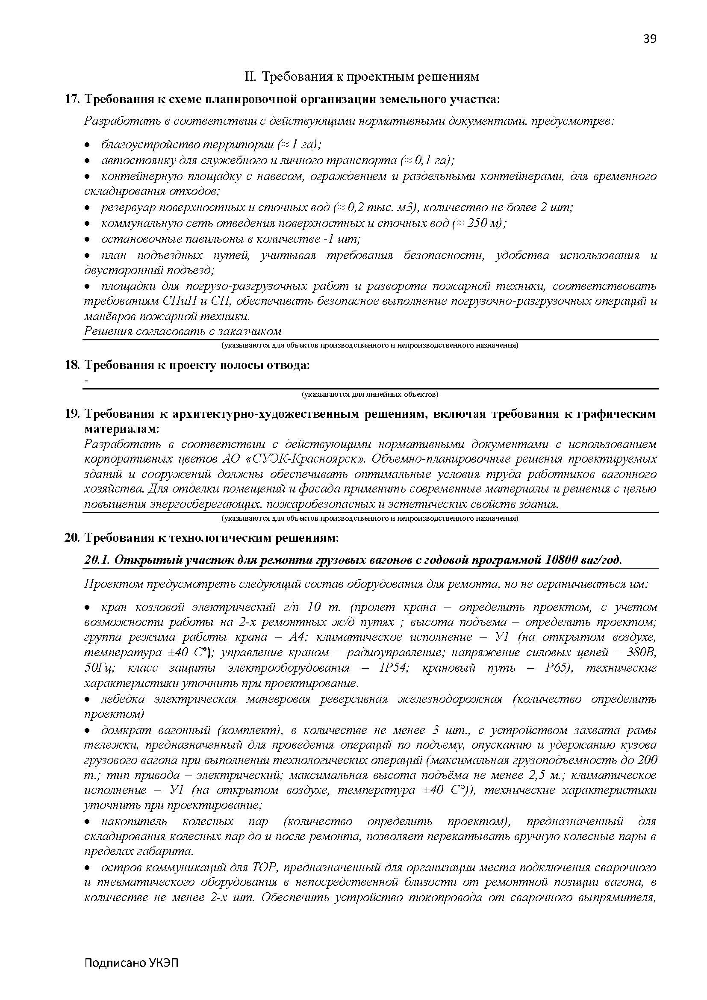 39
II. Требования к проектным решениям
17. Требования к схеме планировочной организации земельного участка:
Разработать в соответствии с действующими нормативными документами, предусмотрев:
• благоустройство территории (≈ 1 га);
• автостоянку для служебного и личного транспорта (≈ 0,1 га);
• контейнерную площадку с навесом, ограждением и раздельными контейнерами, для временного
складирования отходов;
• резервуар поверхностных и сточных вод (≈ 0,2 тыс. м3), количество не более 2 шт;
• коммунальную сеть отведения поверхностных и сточных вод (≈ 250 м);
• остановочные павильоны в количестве -1 шт;
• план подъездных путей, учитывая требования безопасности, удобства использования и
двусторонний подъезд;
• площадки для погрузо-разгрузочных работ и разворота пожарной техники, соответствовать
требованиям СНиП и СП, обеспечивать безопасное выполнение погрузочно-разгрузочных операций и
манёвров пожарной техники.
Решения согласовать с заказчиком
(указываются для объектов производственного и непроизводственного назначения)
18. Требования к проекту полосы отвода:
-
(указываются для линейных объектов)
19. Требования к архитектурно-художественным решениям, включая требования к графическим
материалам:
Разработать в соответствии с действующими нормативными документами с использованием
корпоративных цветов АО «СУЭК-Красноярск». Объемно-планировочные решения проектируемых
зданий и сооружений должны обеспечивать оптимальные условия труда работников вагонного
хозяйства. Для отделки помещений и фасада применить современные материалы и решения с целью
повышения энергосберегающих, пожаробезопасных и эстетических свойств здания.
(указываются для объектов производственного и непроизводственного назначения)
20. Требования к технологическим решениям:
20.1. Открытый участок для ремонта грузовых вагонов с годовой программой 10800 ваг/год.
Проектом предусмотреть следующий состав оборудования для ремонта, но не ограничиваться им:
• кран козловой электрический г/п 10 т. (пролет крана – определить проектом, с учетом
возможности работы на 2-х ремонтных ж/д путях ; высота подъема – определить проектом;
группа режима работы крана – А4; климатическое исполнение – У1 (на открытом воздухе,
температура ±40 С°); управление краном – радиоуправление; напряжение силовых цепей – 380В,
50Гц; класс защиты электрооборудования – IP54; крановый путь – Р65), технические
характеристики уточнить при проектирование.
• лебедка электрическая маневровая реверсивная железнодорожная (количество определить
проектом)
• домкрат вагонный (комплект), в количестве не менее 3 шт., с устройством захвата рамы
тележки, предназначенный для проведения операций по подъему, опусканию и удержанию кузова
грузового вагона при выполнении технологических операций (максимальная грузоподъемность до 200
т.; тип привода – электрический; максимальная высота подъёма не менее 2,5 м.; климатическое
исполнение – У1 (на открытом воздухе, температура ±40 С°)), технические характеристики
уточнить при проектирование;
• накопитель колесных пар (количество определить проектом), предназначенный для
складирования колесных пар до и после ремонта, позволяет перекатывать вручную колесные пары в
пределах габарита.
• остров коммуникаций для ТОР, предназначенный для организации места подключения сварочного
и пневматического оборудования в непосредственной близости от ремонтной позиции вагона, в
количестве не менее 2-х шт. Обеспечить устройство токопровода от сварочного выпрямителя,
Подписано УКЭП